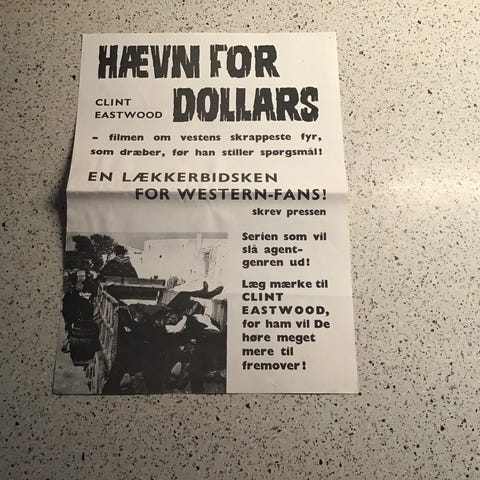 HÆVN FOR
CLINT
EASTWOOD
DOLLARS
– filmen om vestens skrappeste fyr,
som dræber, før han stiller spørgsmål!
EN LÆKKERBIDSKEN
FOR WESTERN-FANS!
skrev pressen
Serien som vil
slå agent-
genren ud!
Læg mærke til
CLINT
EASTWOOD,
for ham vil De
høre meget
mere til
fremover!